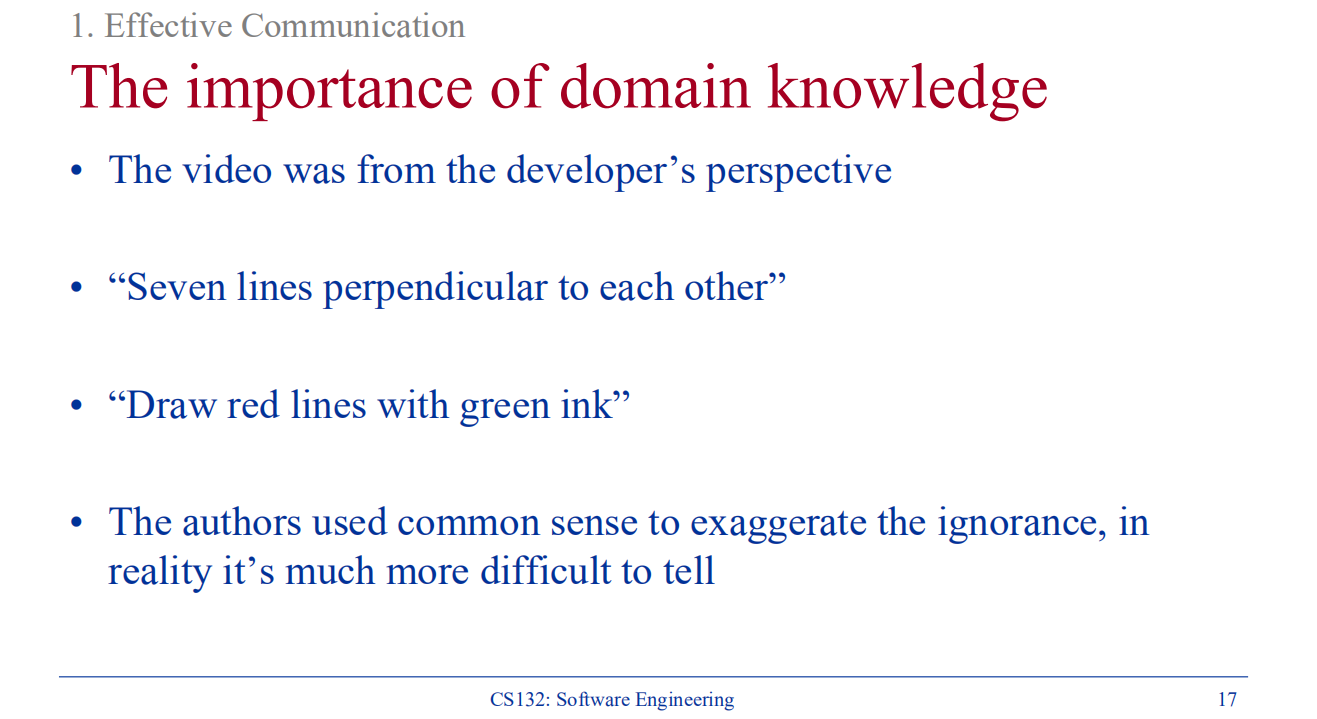 1. Effective Communication
The importance of domain knowledge
• The video was from the developer’s perspective
• “Seven lines perpendicular to each other”
• “Draw red lines with green ink”
• The authors used common sense to exaggerate the ignorance, in
reality it’s much more difficult to tell
CS132: Software Engineering
17